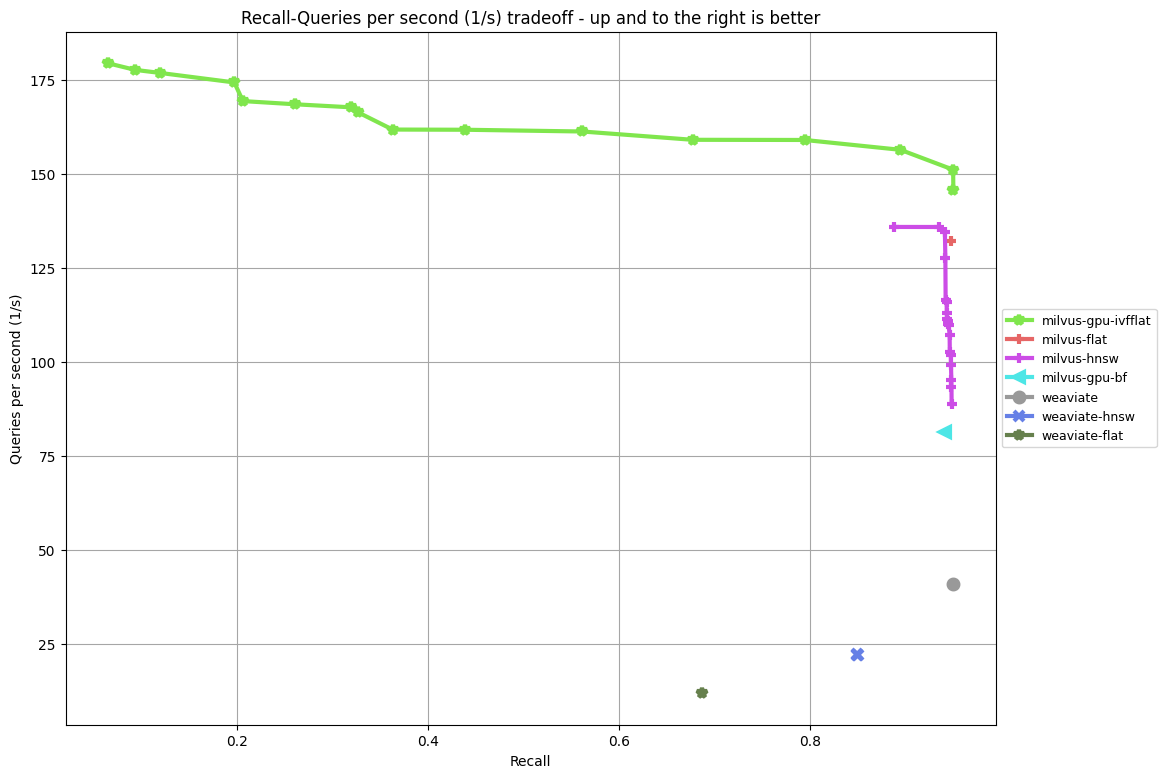 Recall-Queries per second (1/s) tradeoff - up and to the right is better
175
150
125
100
75
50
25
Queries per second (1/s)
0.2
0.4
0.6
0.8
Recall
milvus-gpu-ivfflat
milvus-flat
milvus-hnsw
milvus-gpu-bf
weaviate
weaviate-hnsw
weaviate-flat